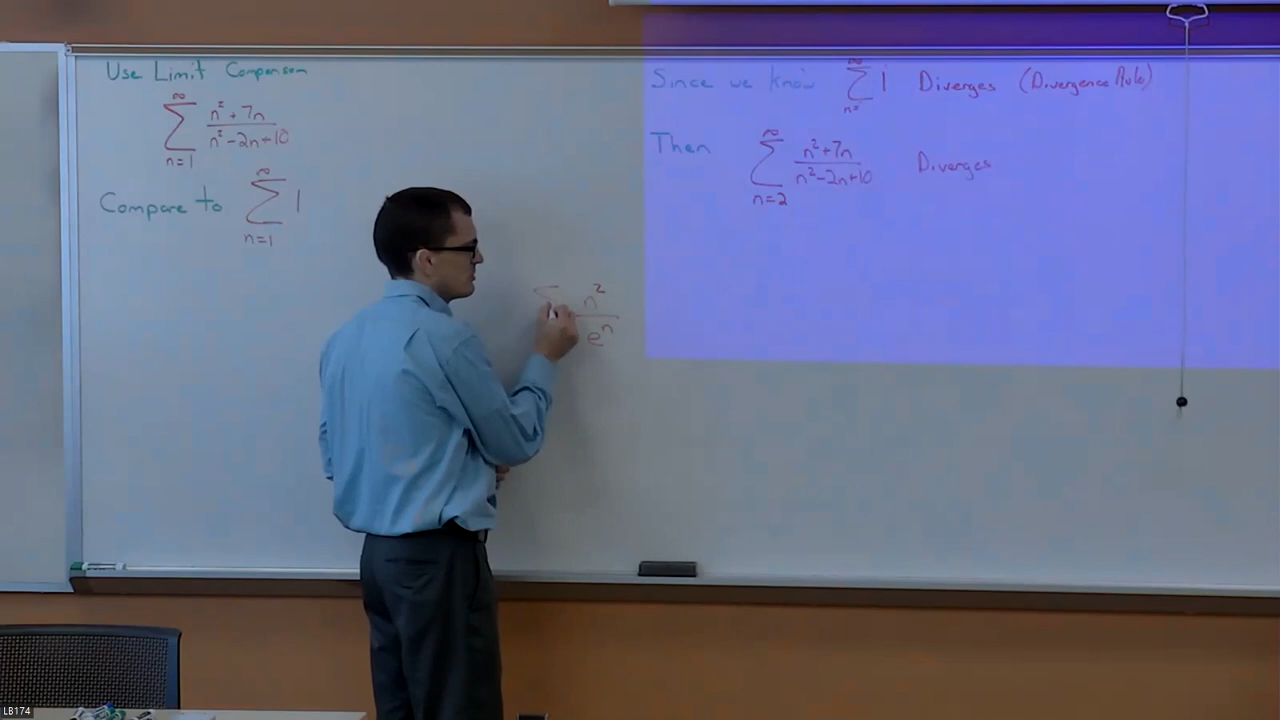 Use Limit Comparison
∞
∑ n²+7n / n²-2n+10
n=1
Compare to ∞ ∑ 1 n=1
∑ n² / eⁿ
Since we know ∞ ∑ 1 Diverges (Divergence Rule)
Then ∞ ∑ n²+7n / n²-2n+10 Diverges
n=2
LB174